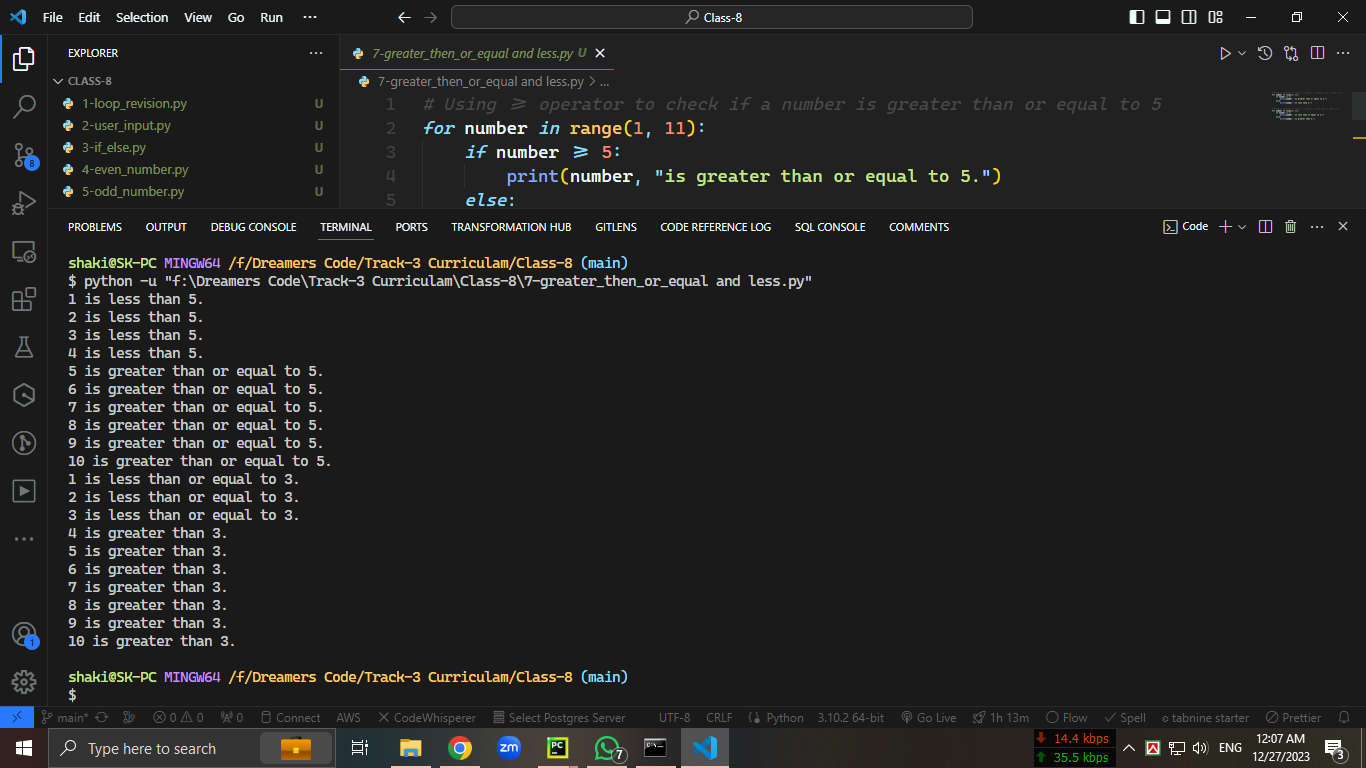 File Edit Selection View Go Run ···
Class-8
EXPLORER
CLASS-8
1-loop_revision.py U
2-user_input.py U
3-if_else.py U
4-even_number.py U
5-odd_number.py U
8
1
7-greater_then_or_equal and less.py U
7-greater_then_or_equal and less.py > ...
1 # Using ≥ operator to check if a number is greater than or equal to 5
2 for number in range(1, 11):
3 if number ≥ 5:
4 print(number, "is greater than or equal to 5.")
5 else:
PROBLEMS OUTPUT DEBUG CONSOLE TERMINAL PORTS TRANSFORMATION HUB GITLENS CODE REFERENCE LOG SQL CONSOLE COMMENTS Code
shaki@SK-PC MINGW64 /f/Dreamers Code/Track-3 Curriculam/Class-8 (main)
$ python -u "f:\Dreamers Code\Track-3 Curriculam\Class-8\7-greater_then_or_equal and less.py"
1 is less than 5.
2 is less than 5.
3 is less than 5.
4 is less than 5.
5 is greater than or equal to 5.
6 is greater than or equal to 5.
7 is greater than or equal to 5.
8 is greater than or equal to 5.
9 is greater than or equal to 5.
10 is greater than or equal to 5.
1 is less than or equal to 3.
2 is less than or equal to 3.
3 is less than or equal to 3.
4 is greater than 3.
5 is greater than 3.
6 is greater than 3.
7 is greater than 3.
8 is greater than 3.
9 is greater than 3.
10 is greater than 3.
shaki@SK-PC MINGW64 /f/Dreamers Code/Track-3 Curriculam/Class-8 (main)
$
main* 0 0 0 Connect AWS CodeWhisperer Select Postgres Server UTF-8 CRLF Python 3.10.2 64-bit Go Live 1h 13m Flow Spell tabnine starter Prettier
Type here to search
zm
PC
7
14.4 kbps
35.5 kbps
ENG
12:07 AM
12/27/2023
3